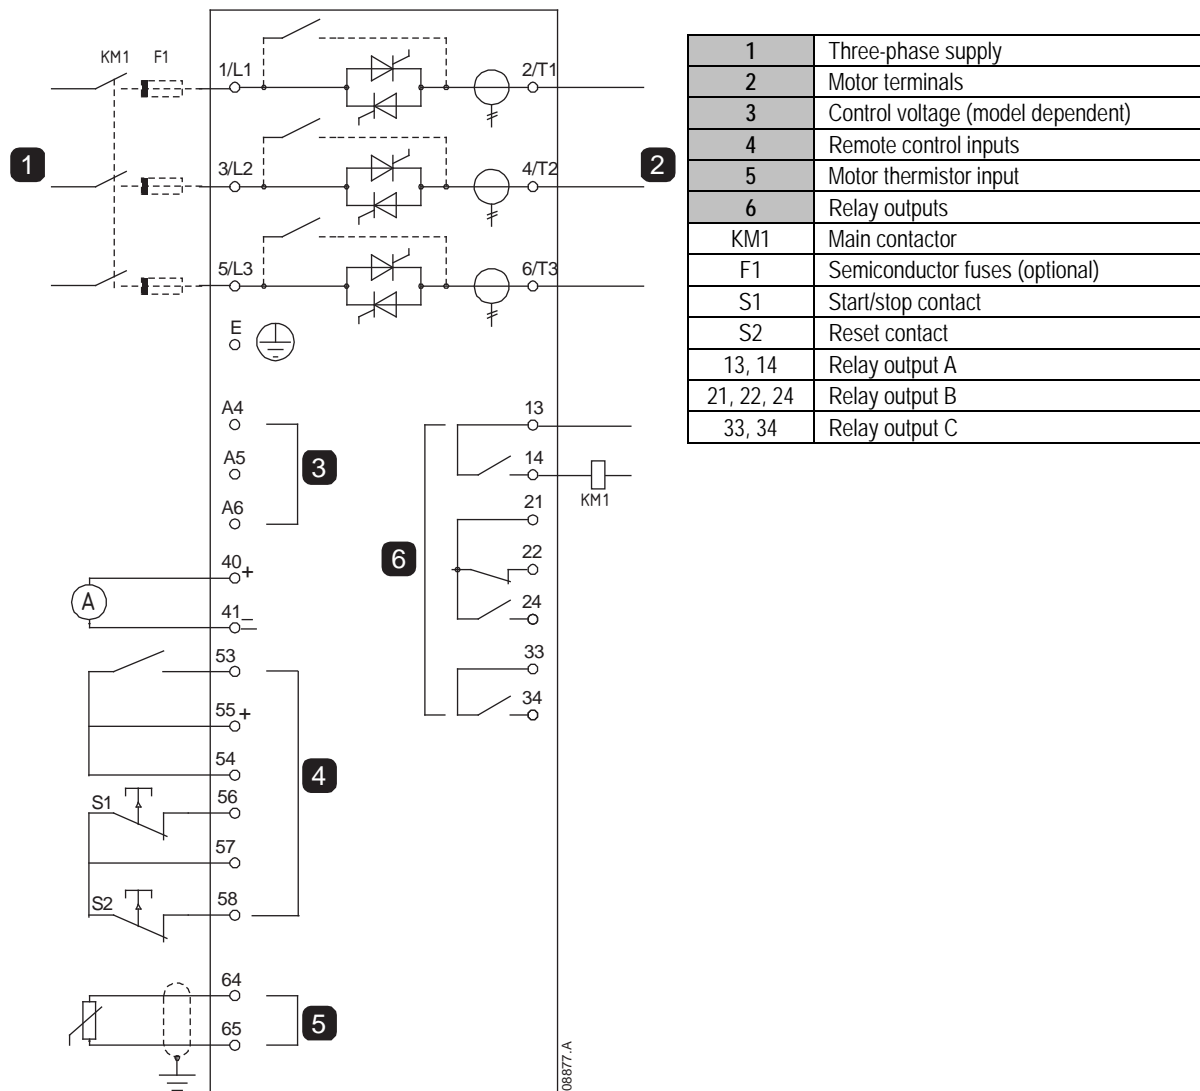 KM1 F1
1/L1 2/T1
3/L2 4/T2
1 2
5/L3 6/T3
E
A4
A5
A6
3
40 +
41 –
A
53
55 +
54
S1 56
57
S2 58
4
64
65
5
13
14
KM1
21
22
24
33
34
6
08877.A
1 Three-phase supply
2 Motor terminals
3 Control voltage (model dependent)
4 Remote control inputs
5 Motor thermistor input
6 Relay outputs
KM1 Main contactor
F1 Semiconductor fuses (optional)
S1 Start/stop contact
S2 Reset contact
13, 14 Relay output A
21, 22, 24 Relay output B
33, 34 Relay output C